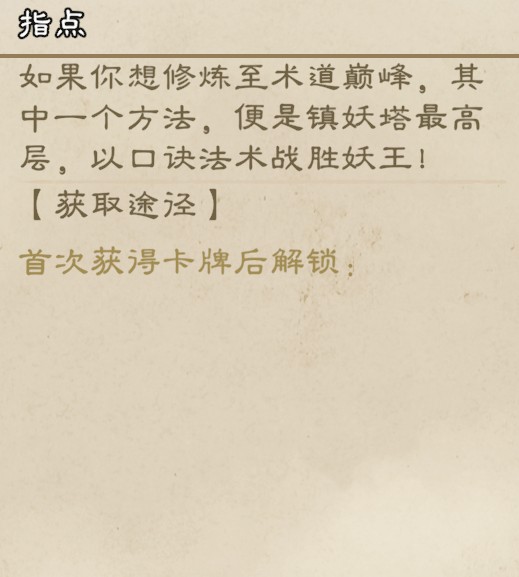 指点
如果你想修炼至术道巅峰，其
中一个方法，便是镇妖塔最高
层，以口诀法术战胜妖王！
【获取途径】
首次获得卡牌后解锁：